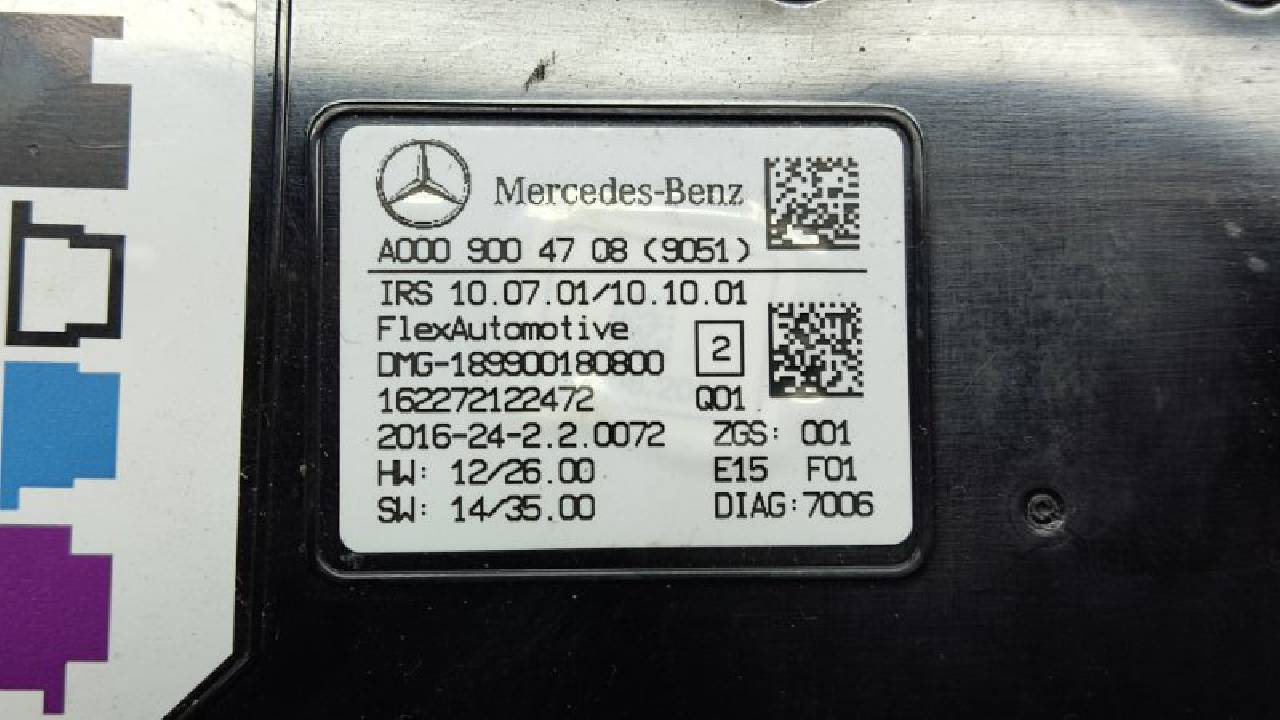 Mercedes-Benz
A000 900 47 08 (9051)
IRS 10.07.01/10.10.01
FlexAutomotive
2
DMG-189900180800
162272122472 Q01
2016-24-2.2.0072 ZGS: 001
HW: 12/26.00 E15 F01
SW: 14/35.00 DIAG:7006